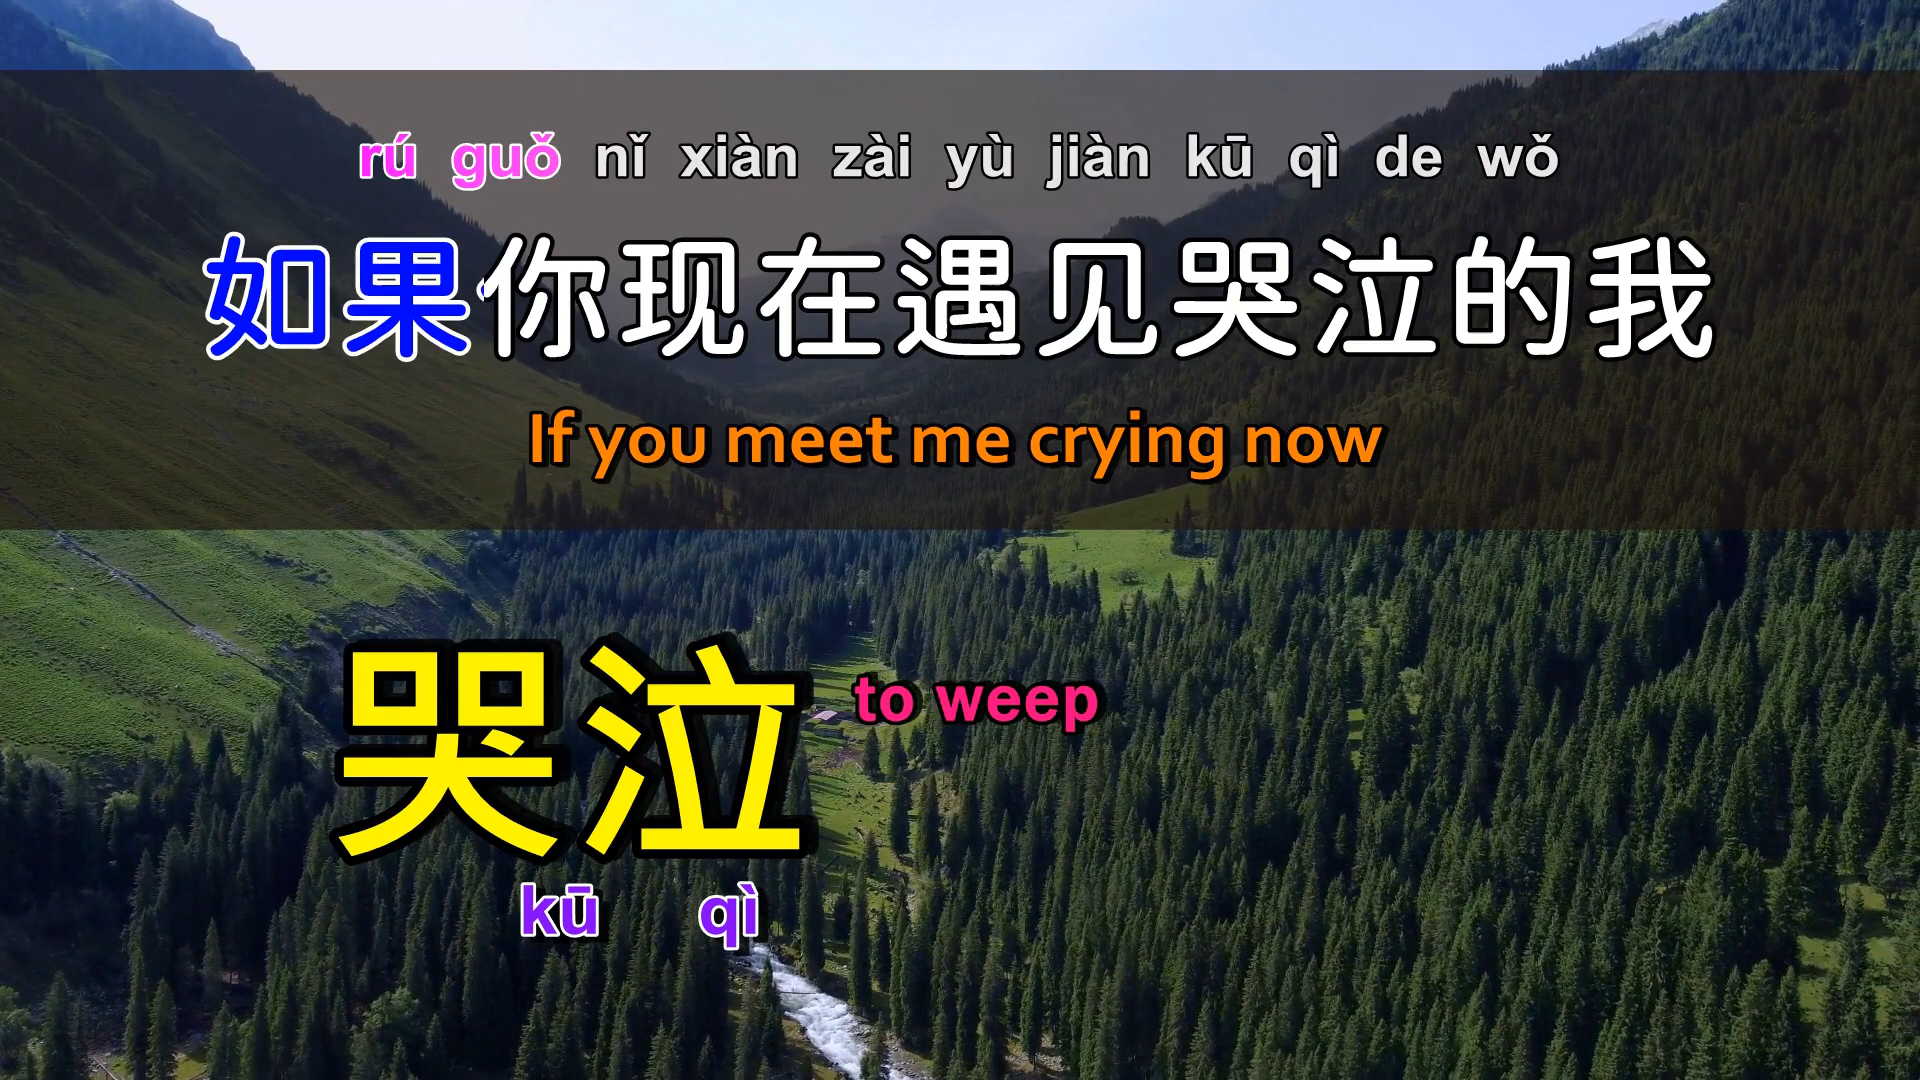 rú guǒ nǐ xiàn zài yù jiàn kū qì de wǒ
如果你现在遇见哭泣的我
If you meet me crying now
哭泣 to weep
kū qì